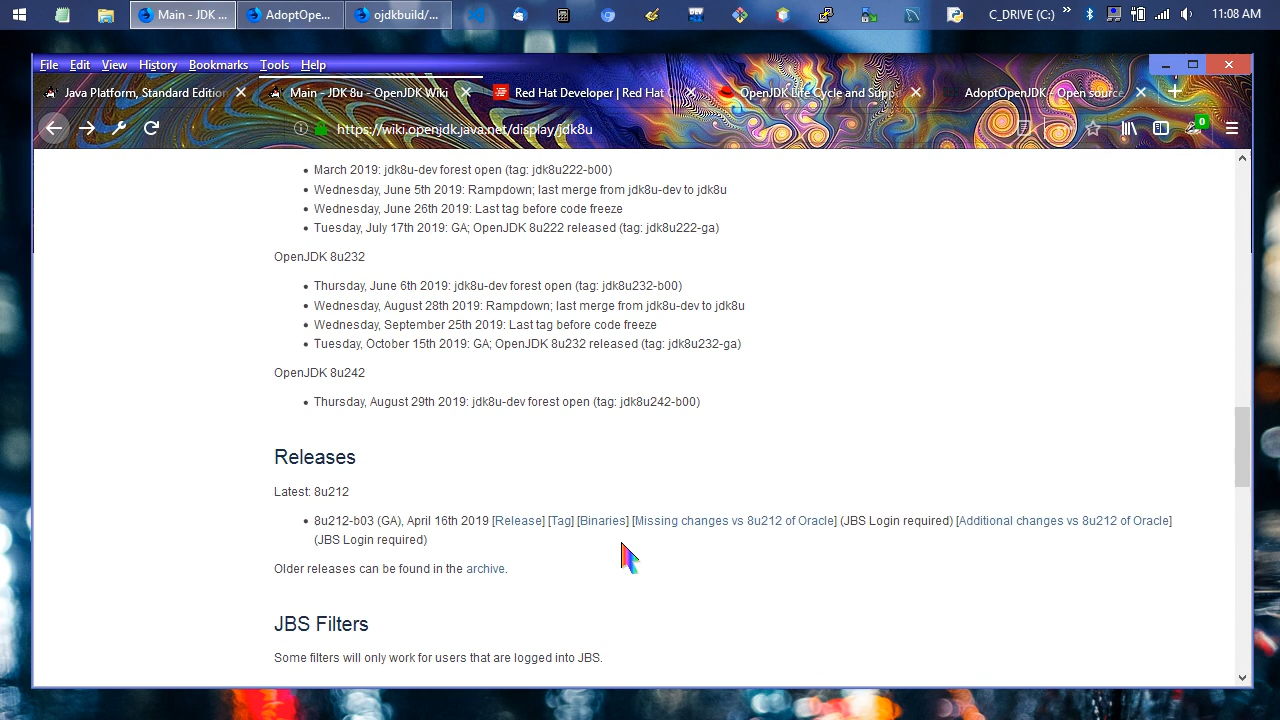 Main - JDK ...
AdoptOpe...
ojdkbuild/...
C_DRIVE (C:)
11:08 AM
File Edit View History Bookmarks Tools Help
Java Platform, Standard Edition
Main - JDK 8u - OpenJDK Wiki
Red Hat Developer | Red Hat
OpenJDK Life Cycle and Supp
AdoptOpenJDK - Open source
https://wiki.openjdk.java.net/display/jdk8u
0
March 2019: jdk8u-dev forest open (tag: jdk8u222-b00)
Wednesday, June 5th 2019: Rampdown; last merge from jdk8u-dev to jdk8u
Wednesday, June 26th 2019: Last tag before code freeze
Tuesday, July 17th 2019: GA; OpenJDK 8u222 released (tag: jdk8u222-ga)
OpenJDK 8u232
Thursday, June 6th 2019: jdk8u-dev forest open (tag: jdk8u232-b00)
Wednesday, August 28th 2019: Rampdown; last merge from jdk8u-dev to jdk8u
Wednesday, September 25th 2019: Last tag before code freeze
Tuesday, October 15th 2019: GA; OpenJDK 8u232 released (tag: jdk8u232-ga)
OpenJDK 8u242
Thursday, August 29th 2019: jdk8u-dev forest open (tag: jdk8u242-b00)
Releases
Latest: 8u212
8u212-b03 (GA), April 16th 2019 [Release] [Tag] [Binaries] [Missing changes vs 8u212 of Oracle] (JBS Login required) [Additional changes vs 8u212 of Oracle]
(JBS Login required)
Older releases can be found in the archive.
JBS Filters
Some filters will only work for users that are logged into JBS.